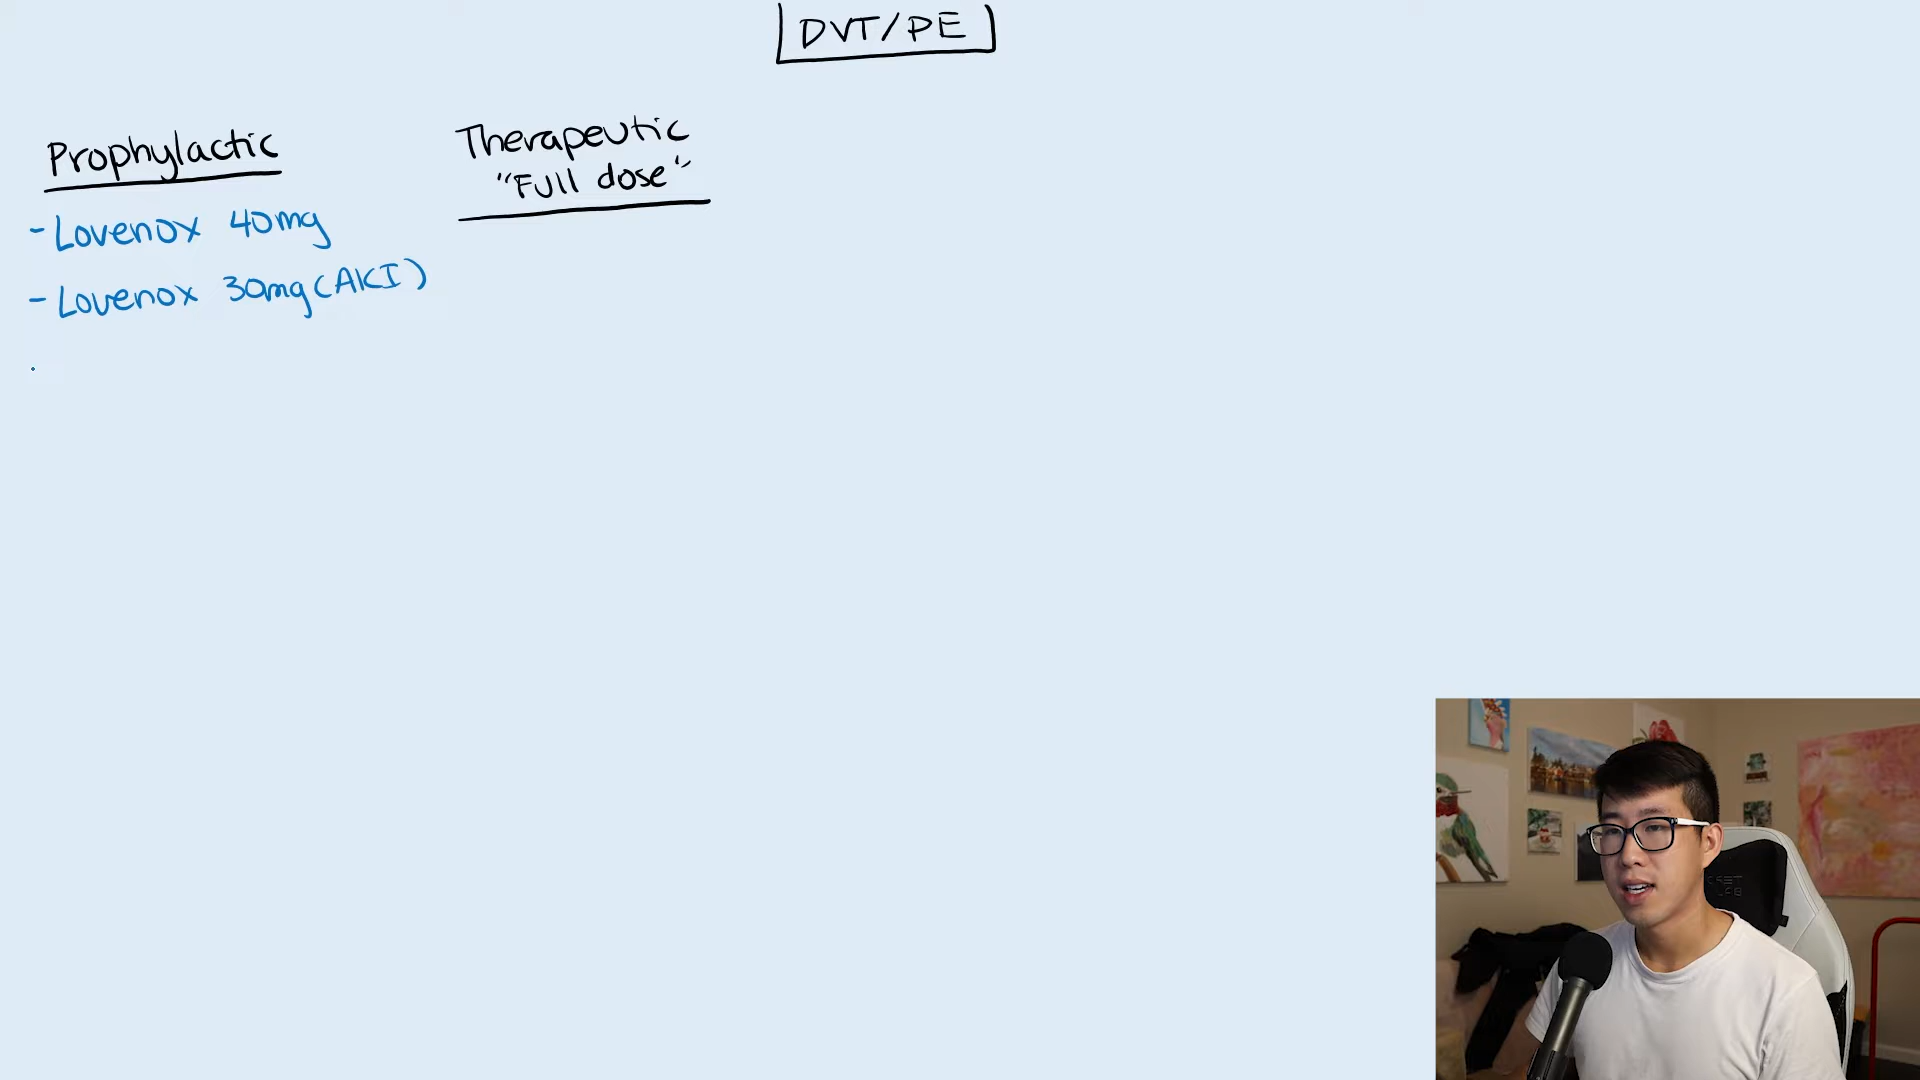 DVT/PE
Prophylactic
- Lovenox 40mg
- Lovenox 30mg (AKI)
Therapeutic
"Full dose"